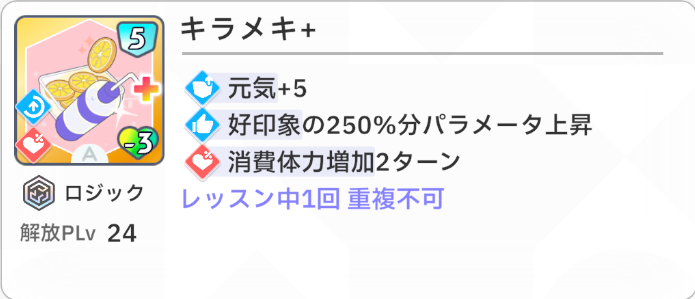 キラメキ+
5
-3
A
元気+5
好印象の250%分パラメータ上昇
消費体力増加2ターン
レッスン中1回 重複不可
ロジック
解放PLv 24